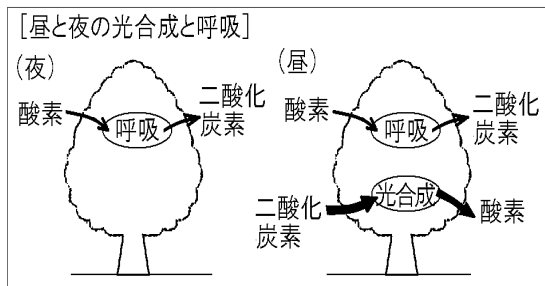 [昼と夜の光合成と呼吸]
(夜)
酸素
呼吸
二酸化
炭素
(昼)
酸素
呼吸
二酸化
炭素
二酸化
炭素
光合成
酸素